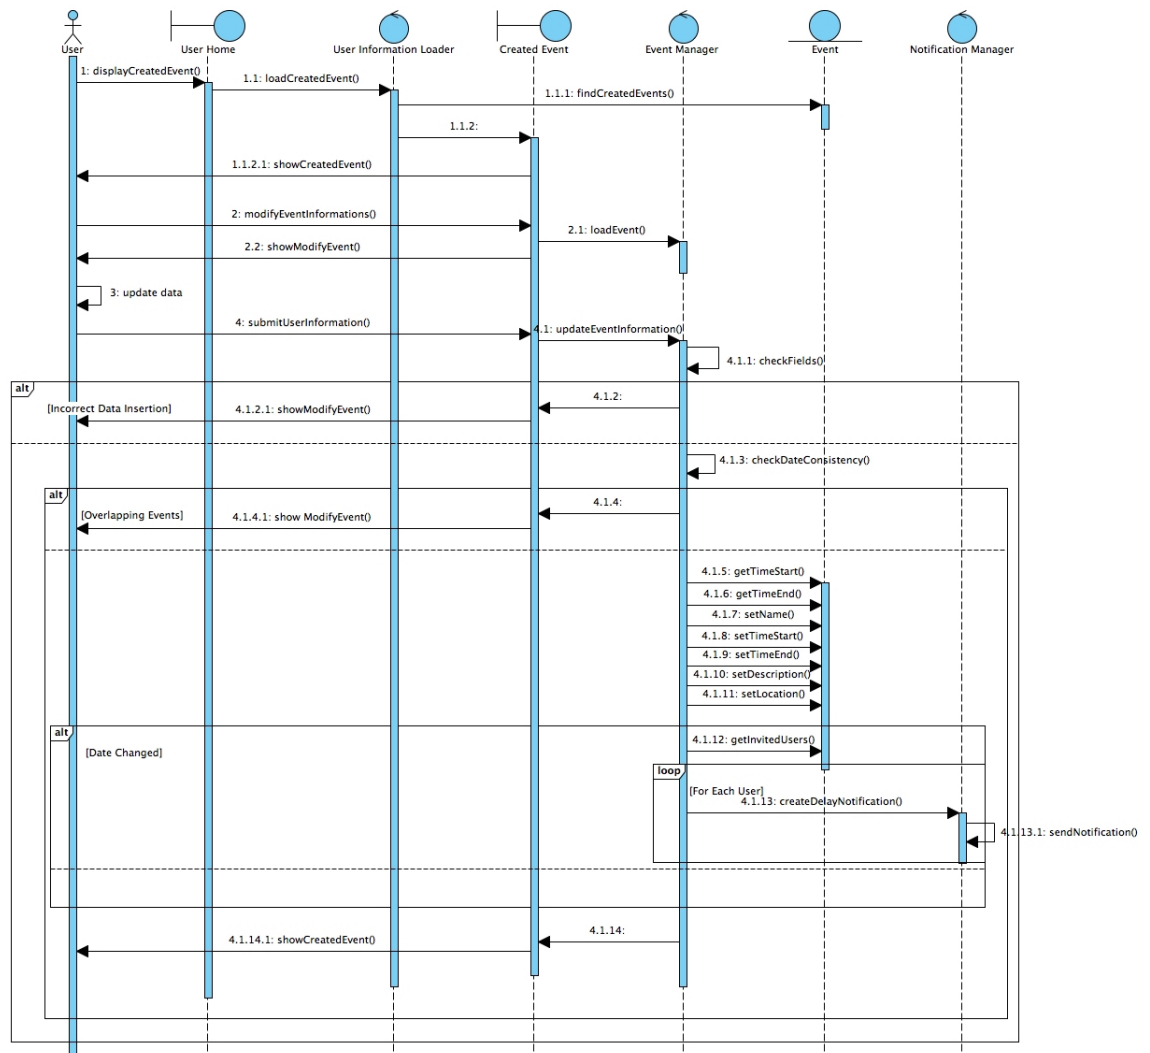 User
User Home
User Information Loader
Created Event
Event Manager
Event
Notification Manager
1: displayCreatedEvent()
1.1: loadCreatedEvent()
1.1.1: findCreatedEvents()
1.1.2:
1.1.2.1: showCreatedEvent()
2: modifyEventInformations()
2.1: loadEvent()
2.2: showModifyEvent()
3: update data
4: submitUserInformation()
4.1: updateEventInformation()
4.1.1: checkFields()
alt
[Incorrect Data Insertion]
4.1.2:
4.1.2.1: showModifyEvent()
4.1.3: checkDateConsistency()
alt
[Overlapping Events]
4.1.4:
4.1.4.1: show ModifyEvent()
4.1.5: getTimeStart()
4.1.6: getTimeEnd()
4.1.7: setName()
4.1.8: setTimeStart()
4.1.9: setTimeEnd()
4.1.10: setDescription()
4.1.11: setLocation()
alt
[Date Changed]
4.1.12: getInvitedUsers()
loop
[For Each User]
4.1.13: createDelayNotification()
4.1.13.1: sendNotification()
4.1.14:
4.1.14.1: showCreatedEvent()